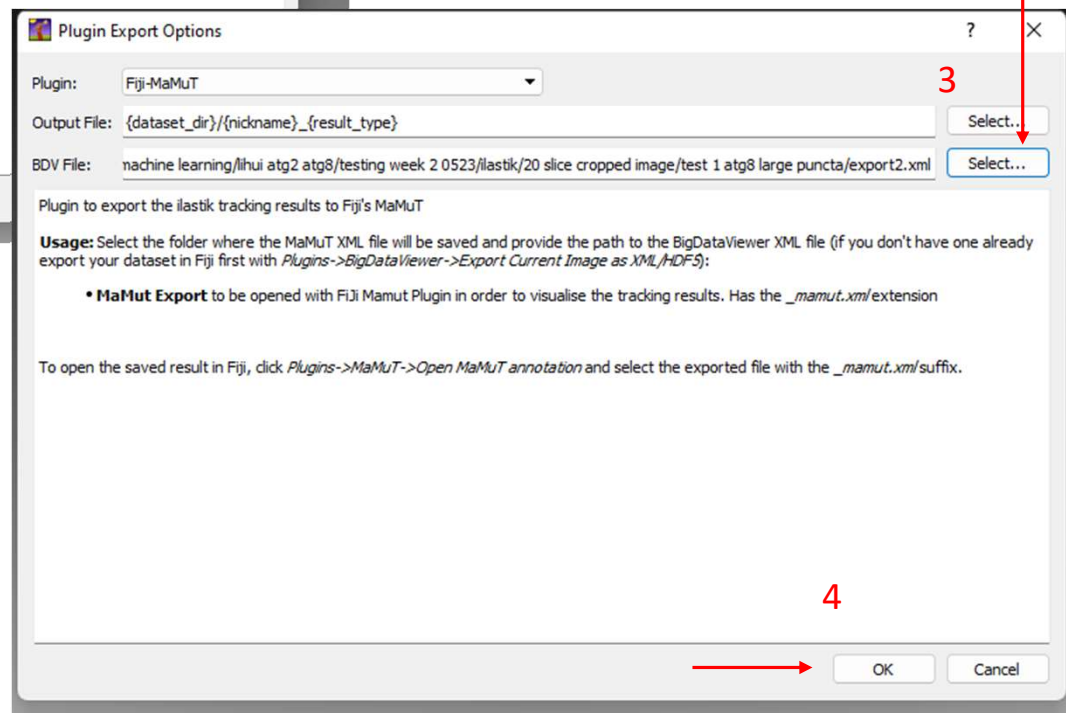 Plugin Export Options ?
Plugin: Fiji-MaMuT
3
Output File: {dataset_dir}/{nickname}_{result_type} Select...
BDV File: machine learning/lihui atg2 atg8/testing week 2 0523/ilastik/20 slice cropped image/test 1 atg8 large puncta/export2.xml Select...
Plugin to export the ilastik tracking results to Fiji's MaMuT
Usage: Select the folder where the MaMuT XML file will be saved and provide the path to the BigDataViewer XML file (if you don't have one already
export your dataset in Fiji first with Plugins->BigDataViewer->Export Current Image as XML/HDF5):
• MaMut Export to be opened with FiJi Mamut Plugin in order to visualise the tracking results. Has the _mamut.xml extension
To open the saved result in Fiji, click Plugins->MaMuT->Open MaMuT annotation and select the exported file with the _mamut.xml suffix.
4
OK Cancel